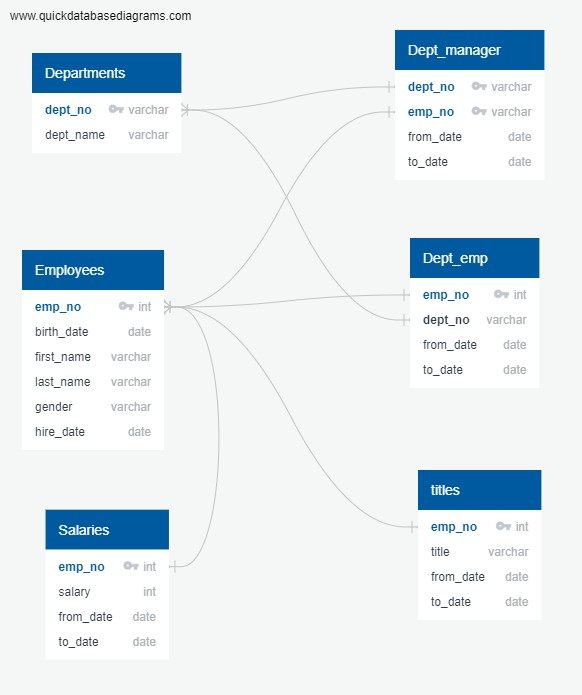 www.quickdatabasediagrams.com
Departments
dept_no varchar
dept_name varchar
Dept_manager
dept_no varchar
emp_no varchar
from_date date
to_date date
Employees
emp_no int
birth_date date
first_name varchar
last_name varchar
gender varchar
hire_date date
Dept_emp
emp_no int
dept_no varchar
from_date date
to_date date
Salaries
emp_no int
salary int
from_date date
to_date date
titles
emp_no int
title varchar
from_date date
to_date date